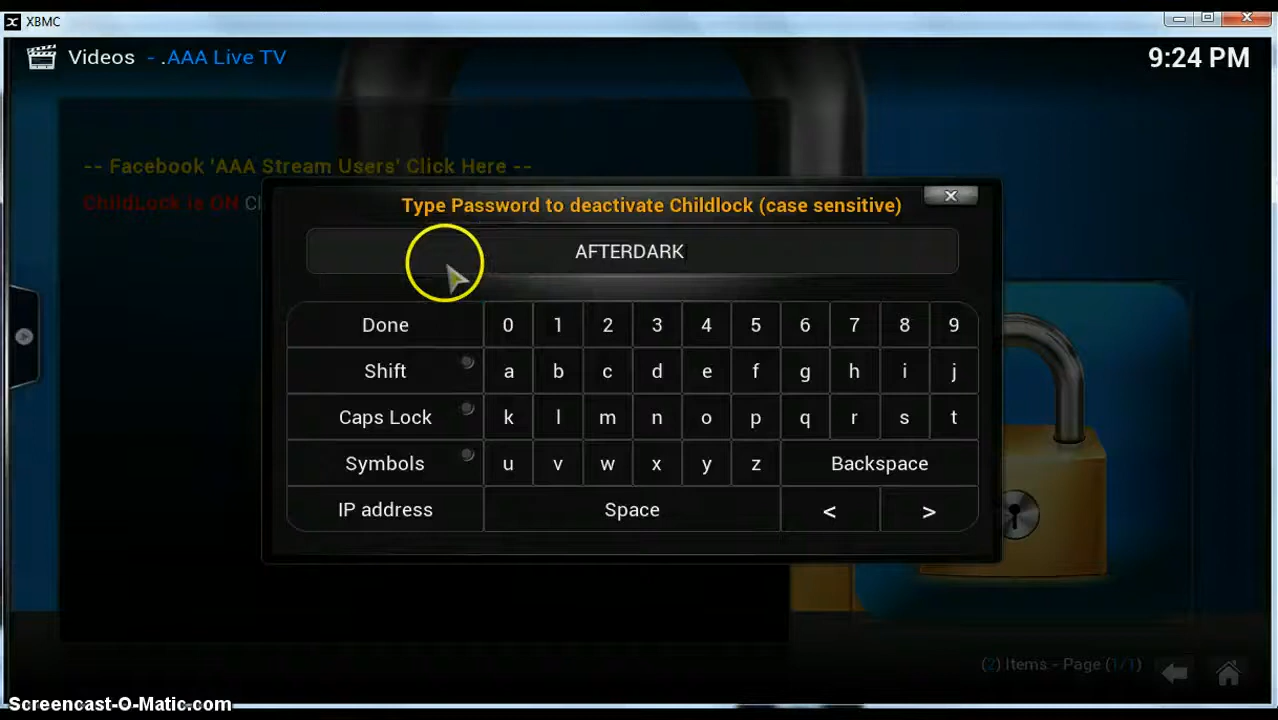 XBMC
Videos - .AAA Live TV
9:24 PM
-- Facebook 'AAA Stream Users' Click Here --
ChildLock is ON Cl
Type Password to deactivate Childlock (case sensitive)
AFTERDARK
Done 0 1 2 3 4 5 6 7 8 9
Shift a b c d e f g h i j
Caps Lock k l m n o p q r s t
Symbols u v w x y z Backspace
IP address Space < >
(2) Items - Page (1/1)
Screencast-O-Matic.com